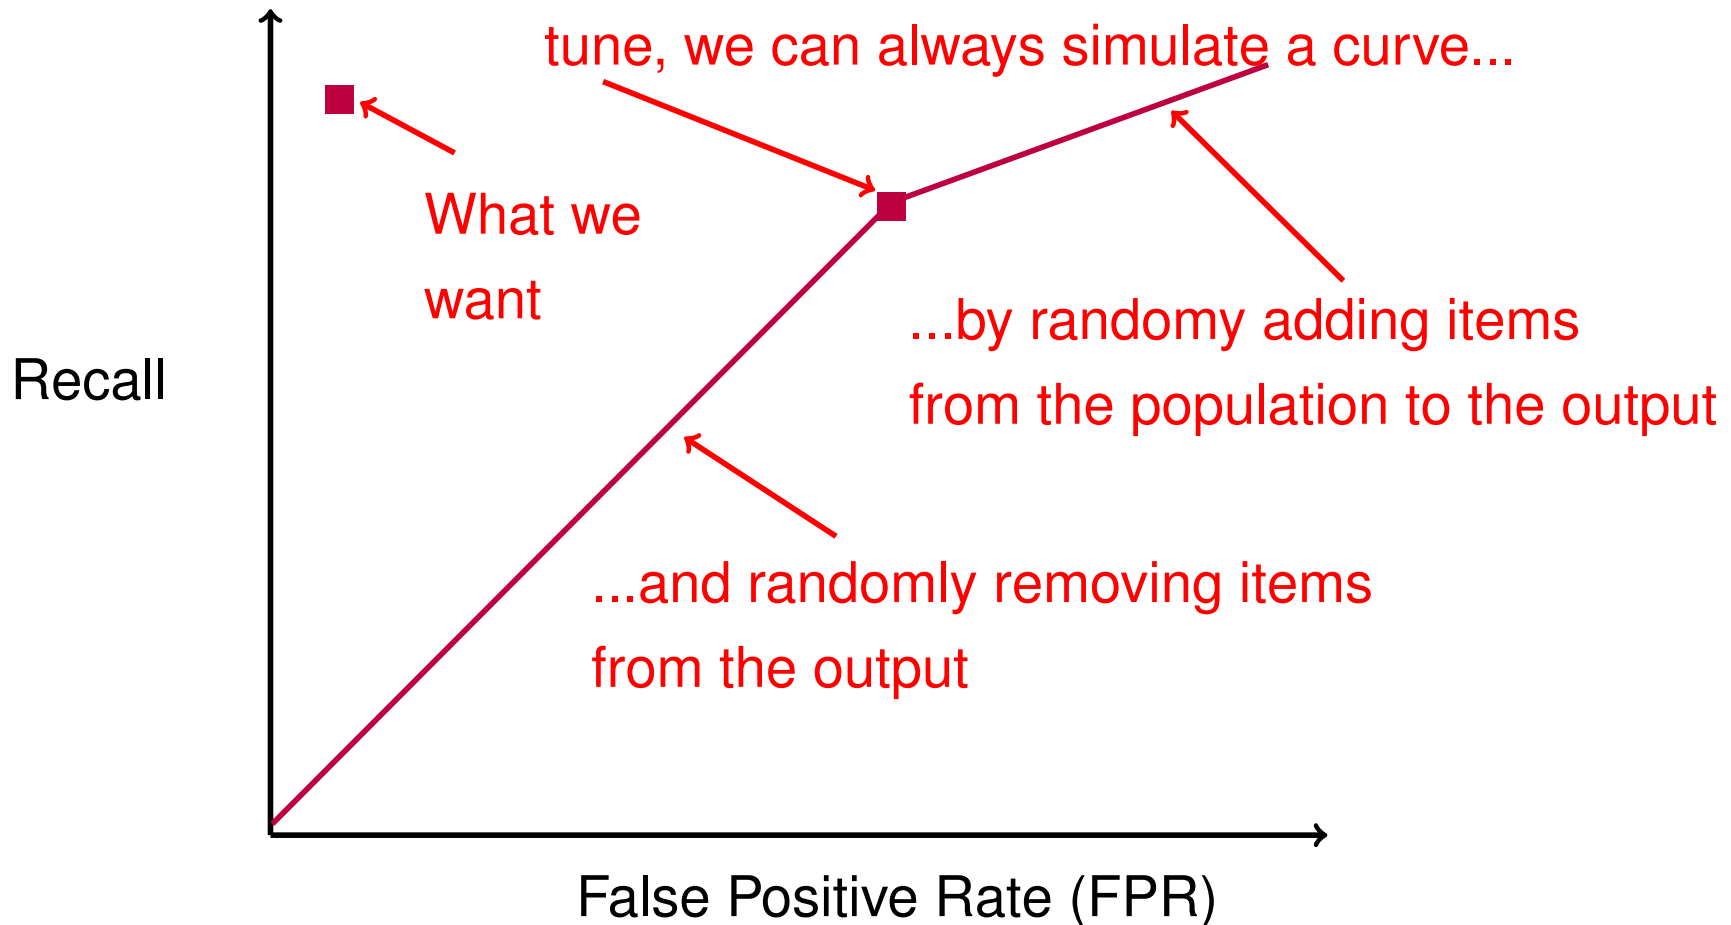 tune, we can always simulate a curve...
What we
want
...by randomy adding items
from the population to the output
Recall
...and randomly removing items
from the output
False Positive Rate (FPR)